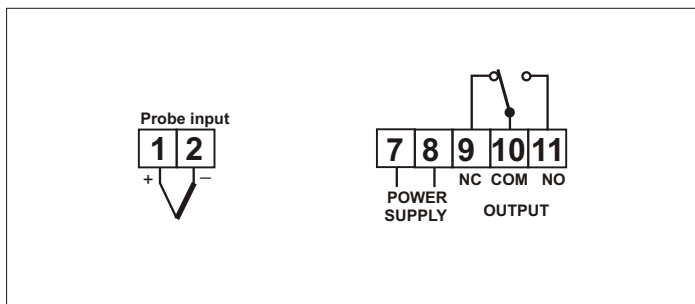 Probe input
1 2
+ −
7 8 9 10 11
NC COM NO
POWER
SUPPLY
OUTPUT